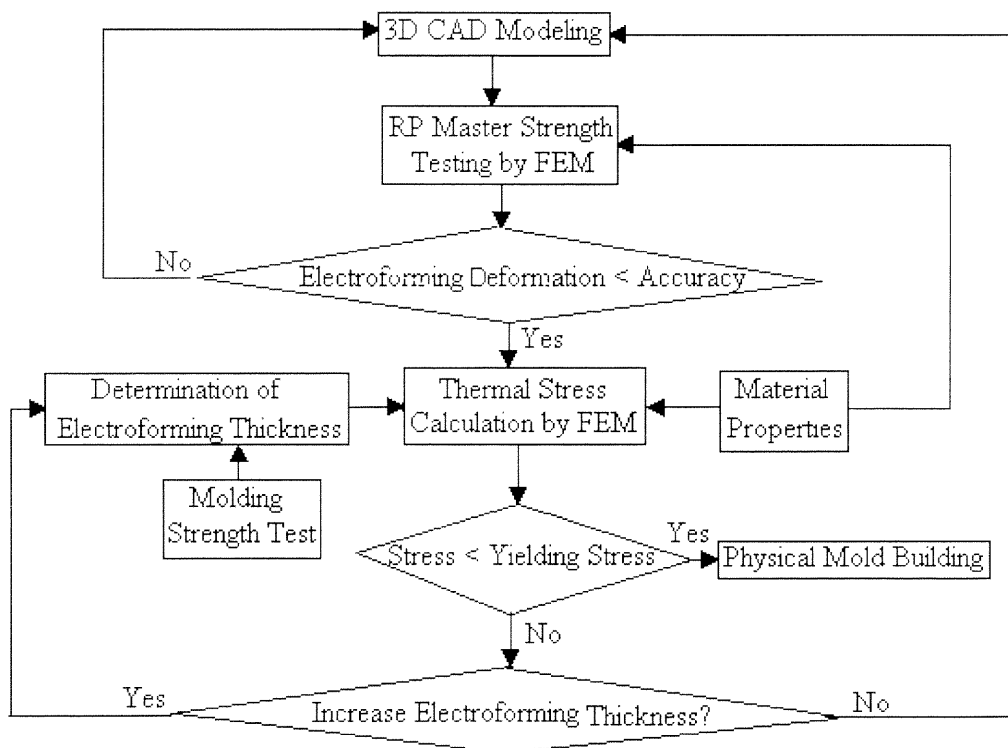 3D CAD Modeling
RP Master Strength
Testing by FEM
No
Electroforming Deformation < Accuracy
Yes
Determination of
Electroforming Thickness
Thermal Stress
Calculation by FEM
Material
Properties
Molding
Strength Test
Stress < Yielding Stress
Yes
Physical Mold Building
No
Yes
Increase Electroforming Thickness?
No